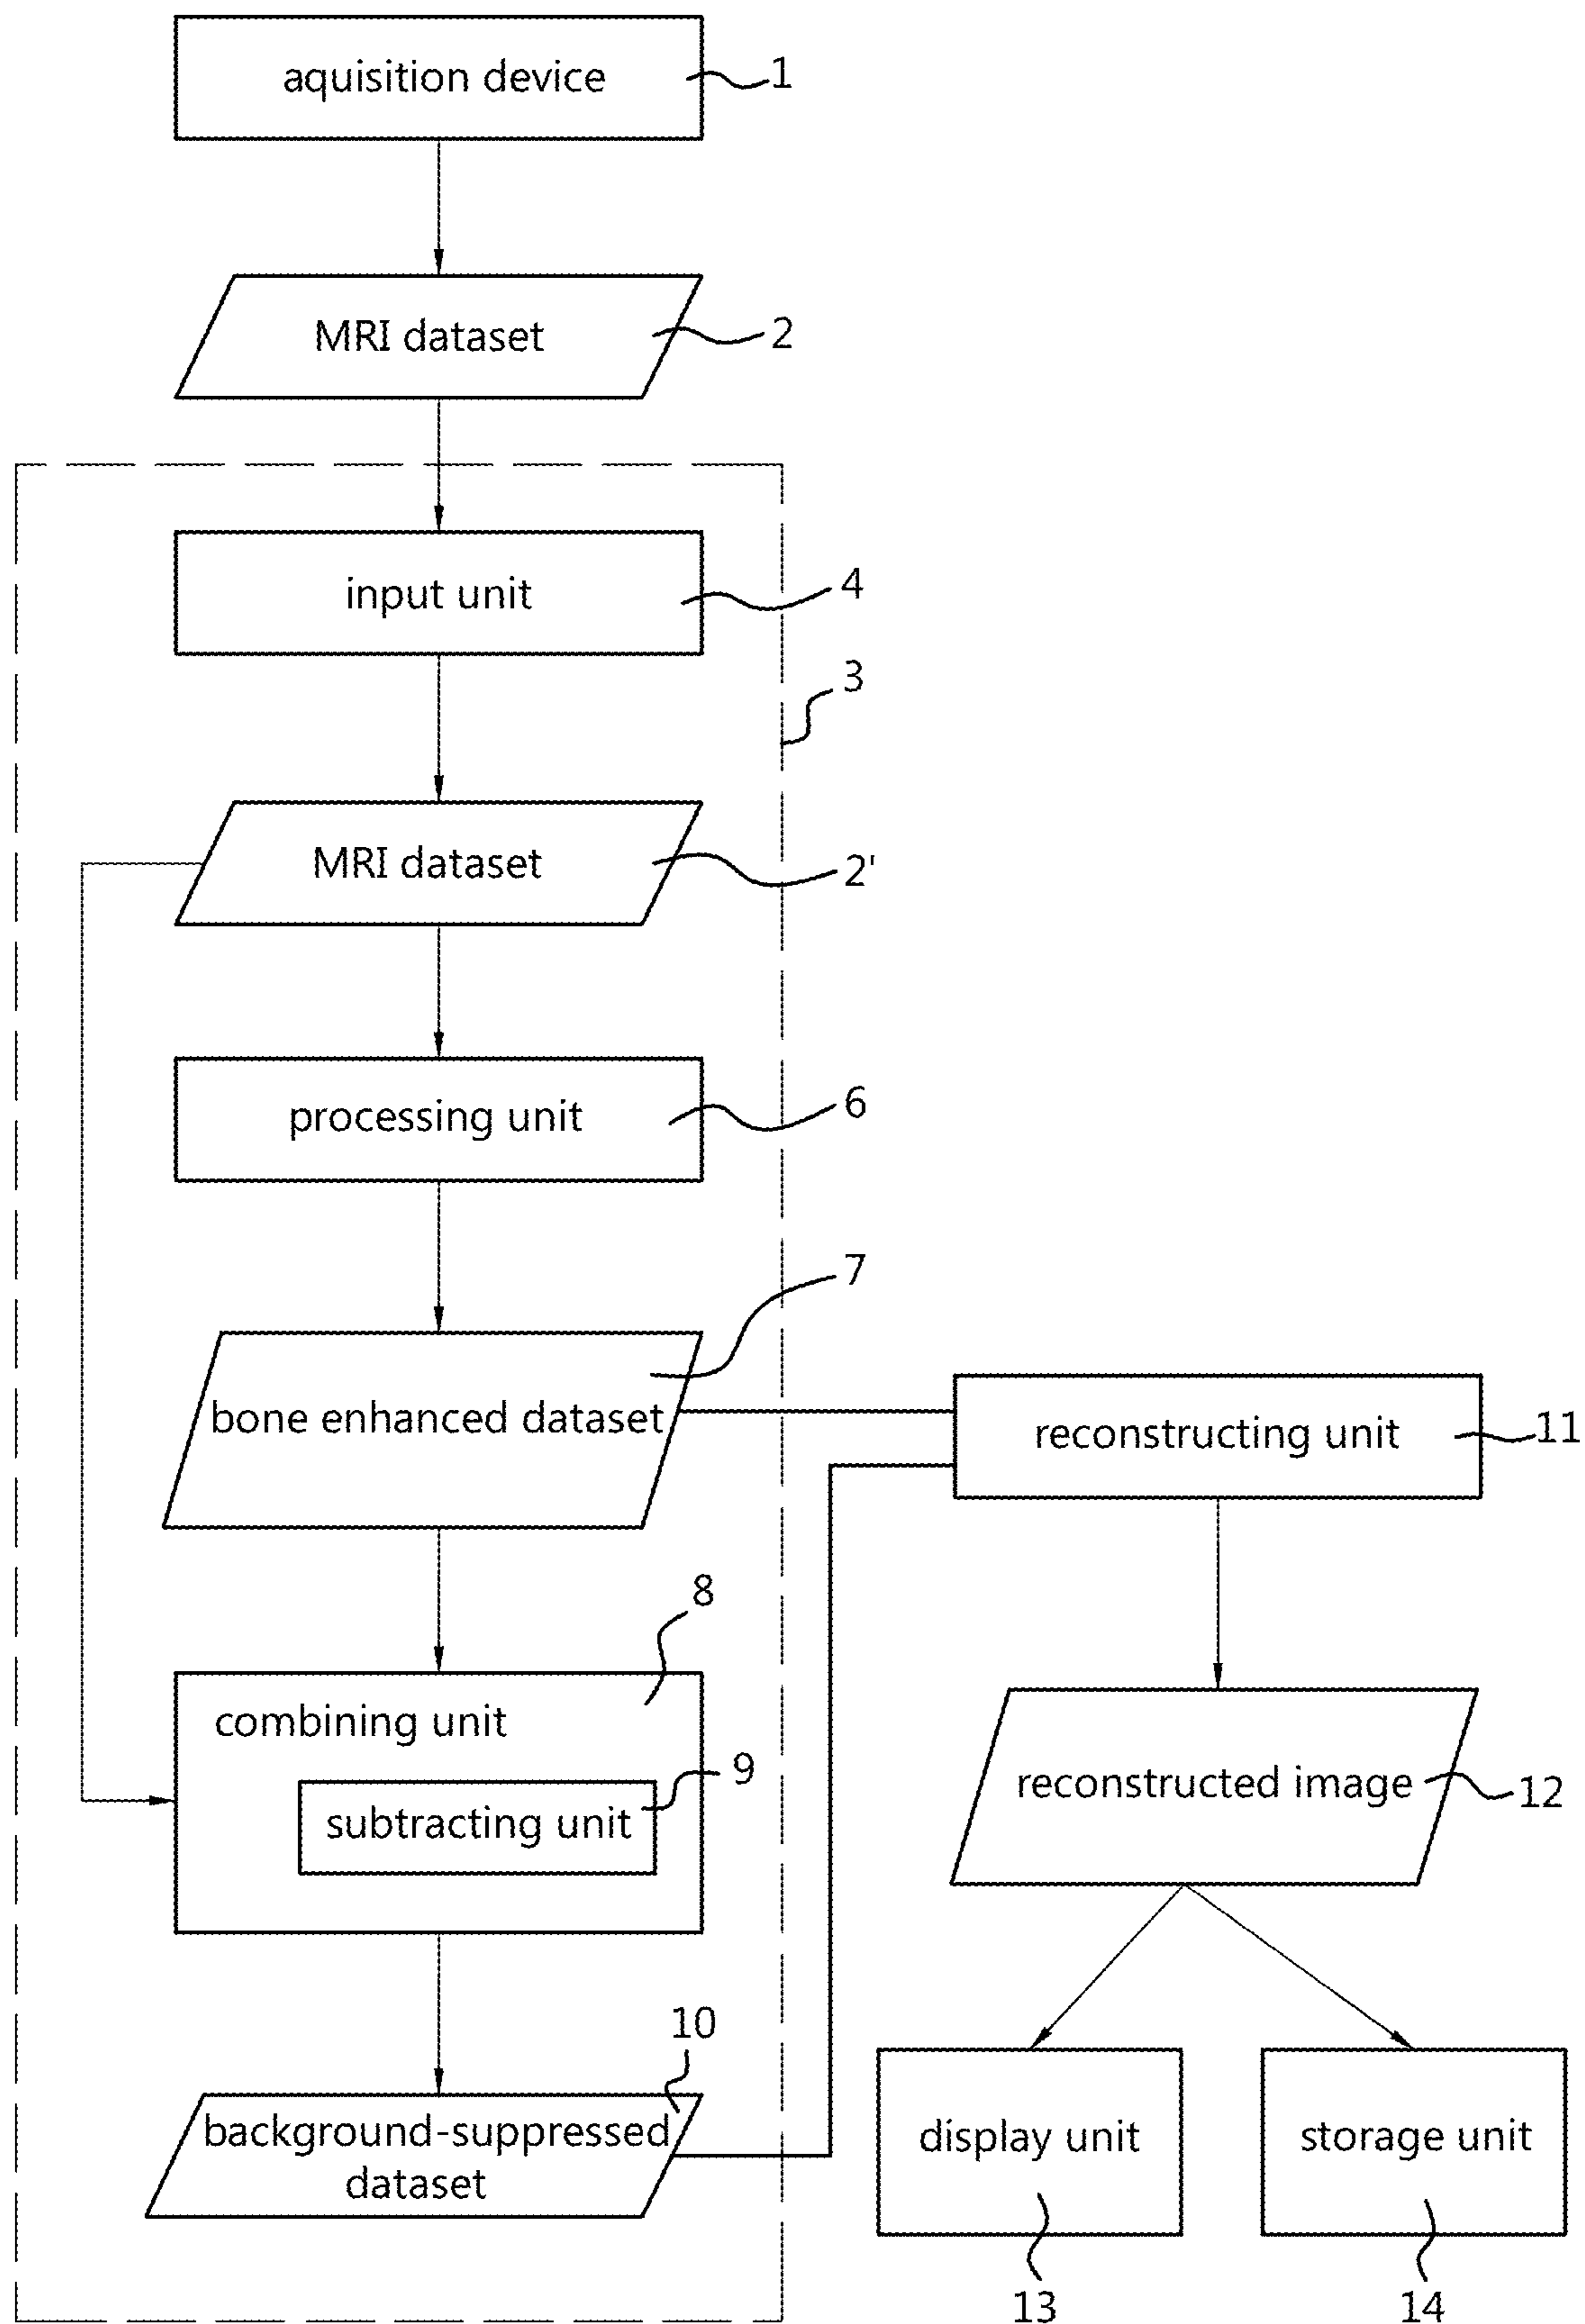 aquisition device
1
MRI dataset
2
input unit
4
3
MRI dataset
2'
processing unit
6
7
bone enhanced dataset
reconstructing unit
11
8
combining unit
9
subtracting unit
reconstructed image
12
10
background-suppressed
dataset
display unit
storage unit
13
14